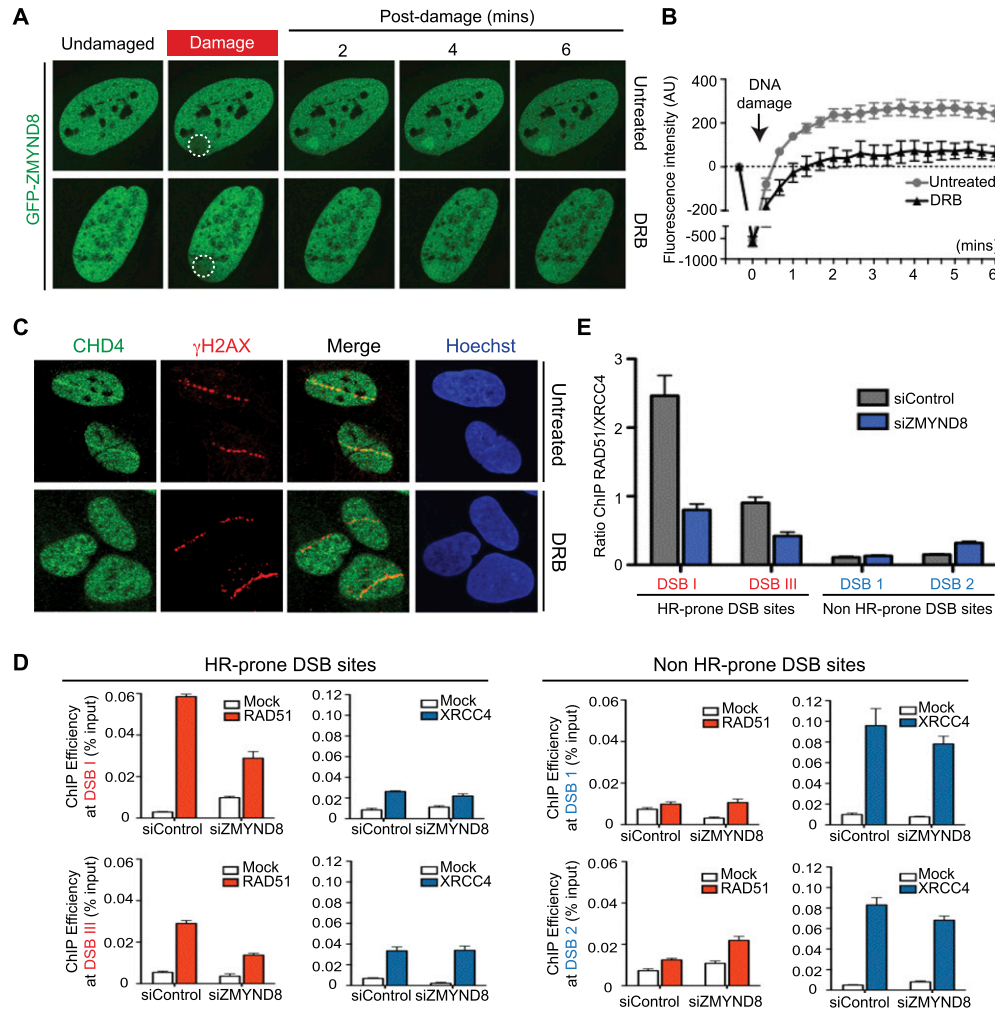 A
Post-damage (mins)
Undamaged
Damage
2
4
6
GFP-ZMYND8
Untreated
DRB
B
Fluorescence intensity (AU)
400
200
0
-200
-500
-1000
DNA
damage
Untreated
DRB
(mins)
0 1 2 3 4 5 6
C
CHD4
γH2AX
Merge
Hoechst
Untreated
DRB
E
Ratio ChIP RAD51/XRCC4
3
2
1
0
siControl
siZMYND8
DSB I
DSB III
DSB 1
DSB 2
HR-prone DSB sites
Non HR-prone DSB sites
D
HR-prone DSB sites
ChIP Efficiency
at DSB I (% input)
0.06
0.04
0.02
0
Mock
RAD51
siControl siZMYND8
0.12
0.10
0.08
0.06
0.04
0.02
0
Mock
XRCC4
siControl siZMYND8
ChIP Efficiency
at DSB III (% input)
0.06
0.04
0.02
0
Mock
RAD51
siControl siZMYND8
0.12
0.10
0.08
0.06
0.04
0.02
0
Mock
XRCC4
siControl siZMYND8
Non HR-prone DSB sites
ChIP Efficiency
at DSB 1 (% input)
0.06
0.04
0.02
0
Mock
RAD51
siControl siZMYND8
0.12
0.10
0.08
0.06
0.04
0.02
0
Mock
XRCC4
siControl siZMYND8
ChIP Efficiency
at DSB 2 (% input)
0.06
0.04
0.02
0
Mock
RAD51
siControl siZMYND8
0.12
0.10
0.08
0.06
0.04
0.02
0
Mock
XRCC4
siControl siZMYND8